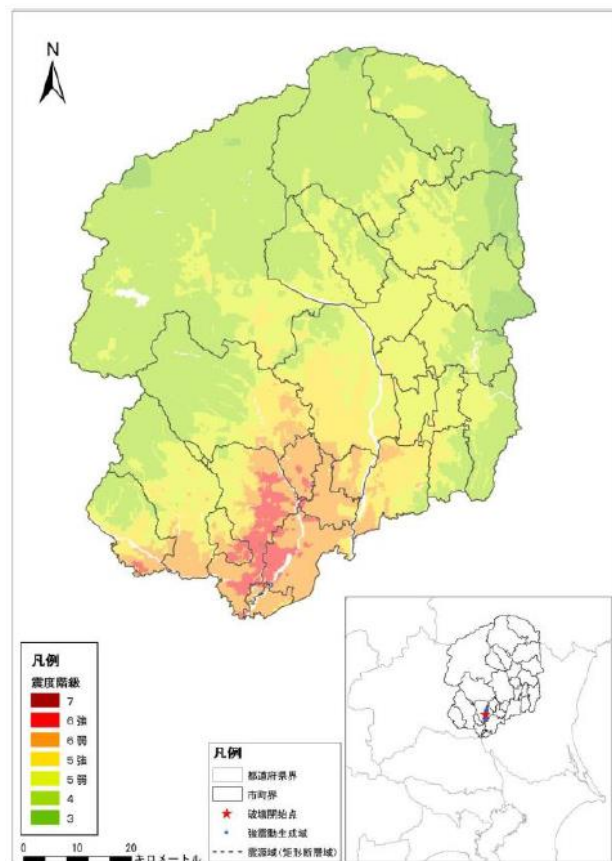 N
凡例
震度階級
7
6強
6弱
5強
5弱
4
3
0 5 10 20
キロメートル
凡例
都道府県界
市町界
破壊開始点
強震動生成域
震源域(矩形断層域)